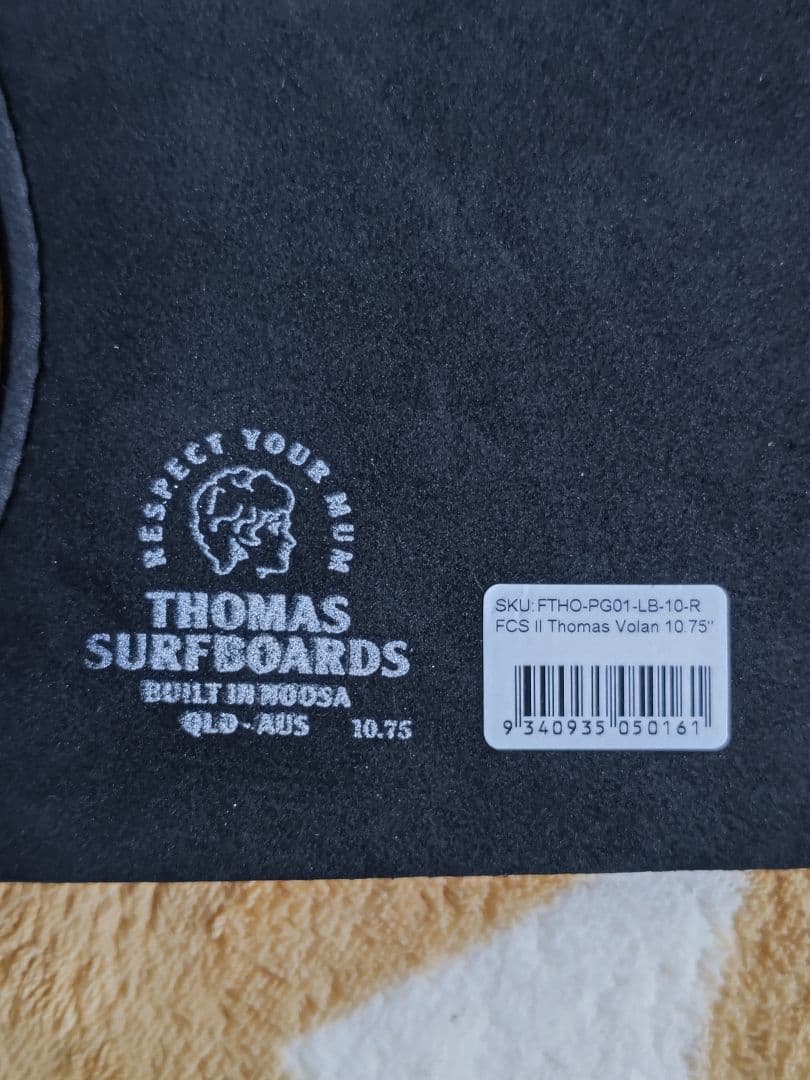 RESPECT YOUR MUM
THOMAS
SURFBOARDS
BUILT IN NOOSA
QLD~AUS 10.75
SKU: FTHO-PG01-LB-10-R
FCS II Thomas Volan 10.75"
9 340935 050161